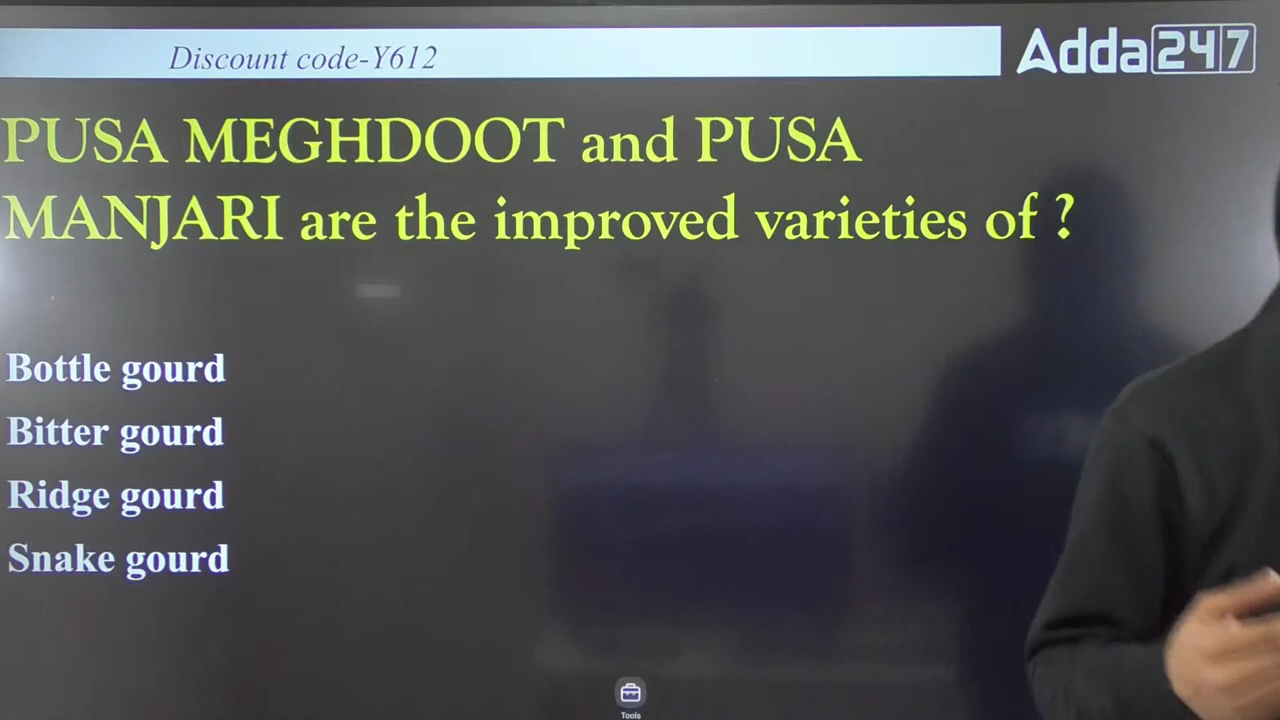 Discount code-Y612
Adda247
PUSA MEGHDOOT and PUSA
MANJARI are the improved varieties of ?
Bottle gourd
Bitter gourd
Ridge gourd
Snake gourd
Tools